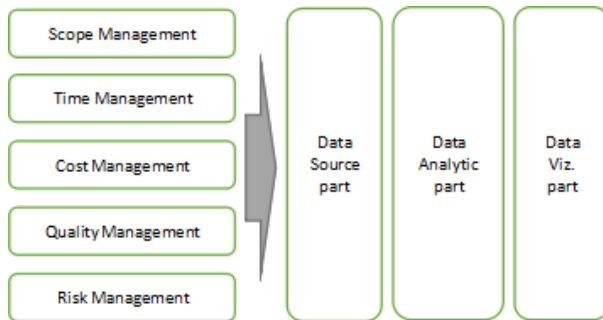 Scope Management
Time Management
Cost Management
Quality Management
Risk Management
Data
Source
part
Data
Analytic
part
Data
Viz.
part